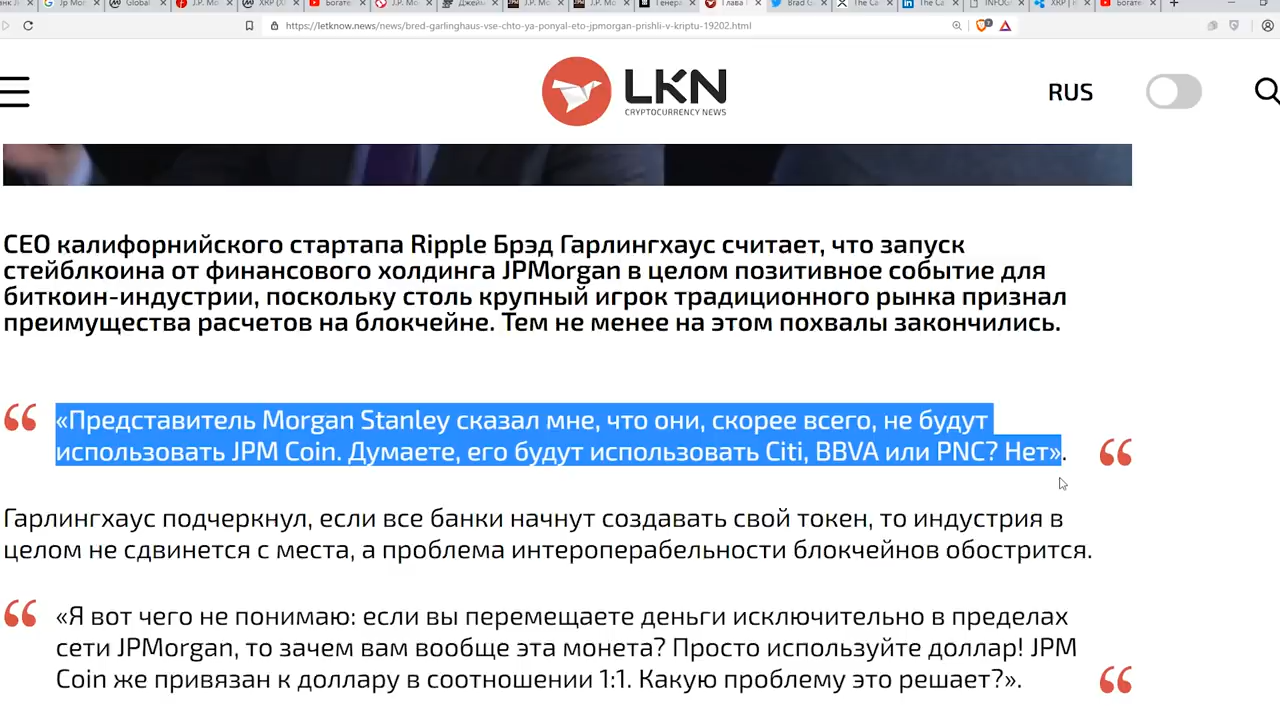 Global
Богате
J.P. Mo
https://letknow.news/news/bred-garlinghaus-vse-chto-ya-ponyal-eto-jpmorgan-prishli-v-kriptu-19202.html
LKN
CRYPTOCURRENCY NEWS
RUS
CEO калифорнийского стартапа Ripple Брэд Гарлингхаус считает, что запуск
стейблкоина от финансового холдинга JPMorgan в целом позитивное событие для
биткоин-индустрии, поскольку столь крупный игрок традиционного рынка признал
преимущества расчетов на блокчейне. Тем не менее на этом похвалы закончились.
«Представитель Morgan Stanley сказал мне, что они, скорее всего, не будут
использовать JPM Coin. Думаете, его будут использовать Citi, BBVA или PNC? Нет».
Гарлингхаус подчеркнул, если все банки начнут создавать свой токен, то индустрия в
целом не сдвинется с места, а проблема интероперабельности блокчейнов обострится.
«Я вот чего не понимаю: если вы перемещаете деньги исключительно в пределах
сети JPMorgan, то зачем вам вообще эта монета? Просто используйте доллар! JPM
Coin же привязан к доллару в соотношении 1:1. Какую проблему это решает?».